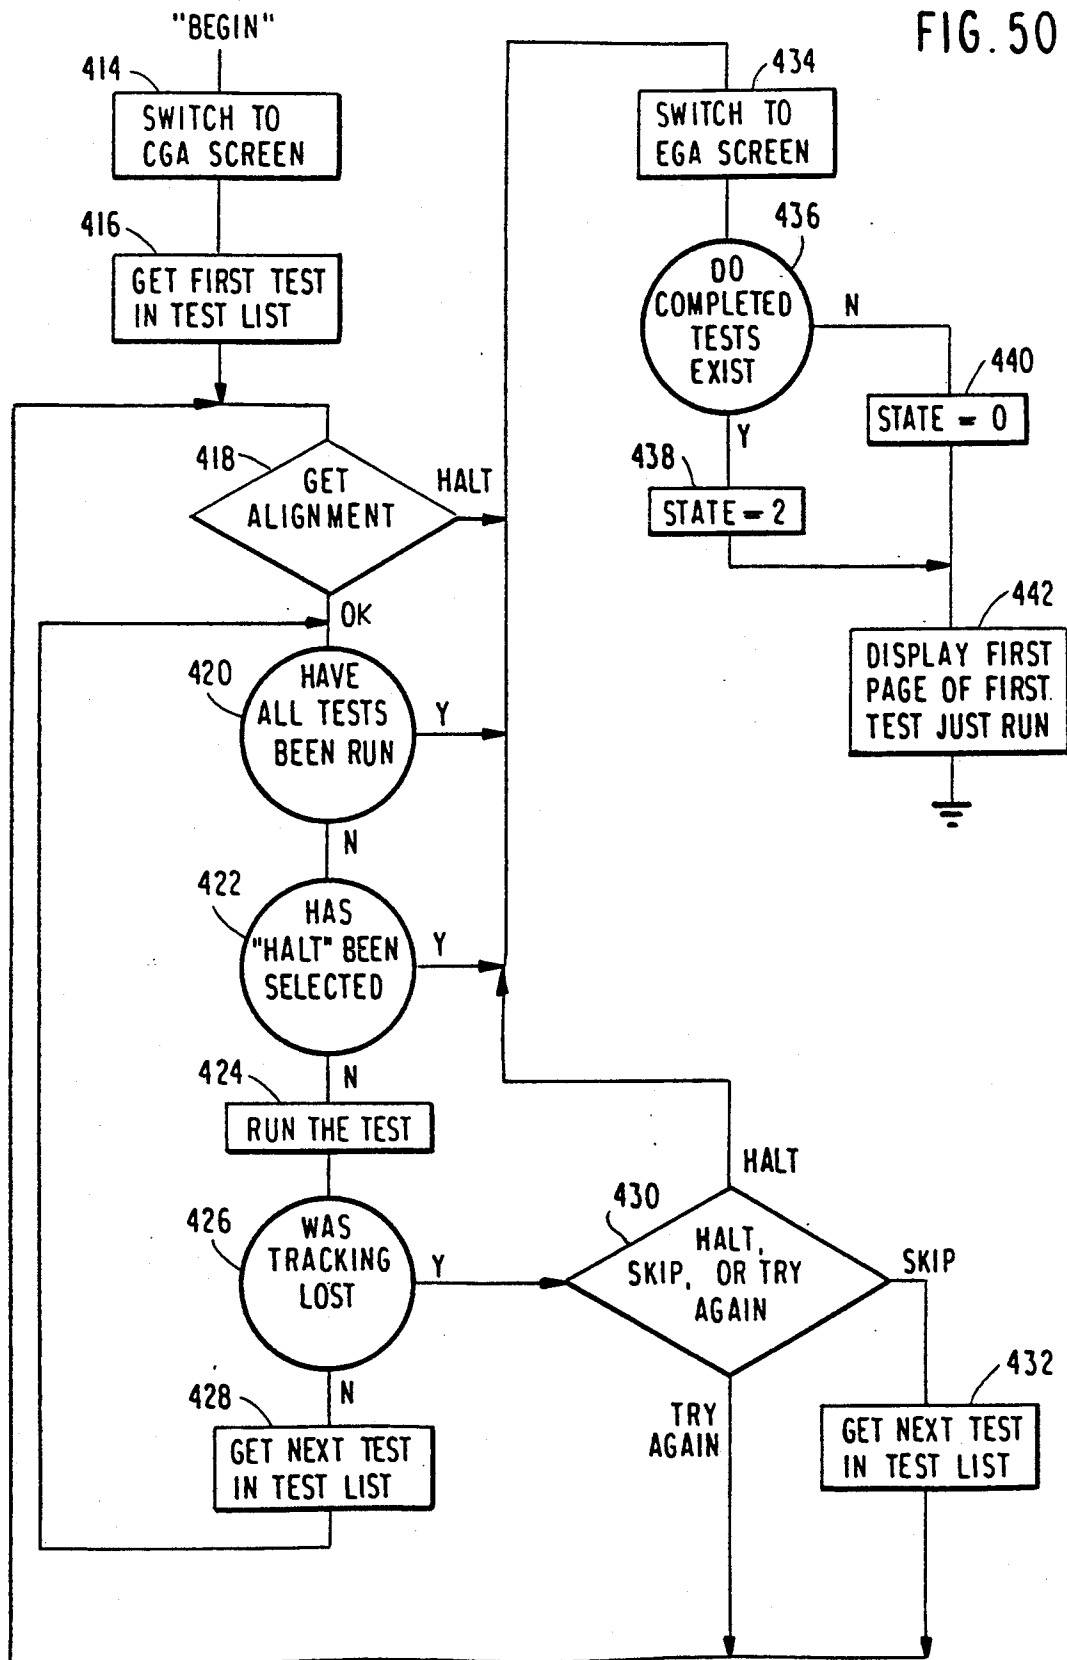 "BEGIN"
FIG. 50
414
SWITCH TO
CGA SCREEN
416
GET FIRST TEST
IN TEST LIST
418
GET
ALIGNMENT
HALT
OK
420
HAVE
ALL TESTS
BEEN RUN
Y
N
422
HAS
"HALT" BEEN
SELECTED
Y
N
424
RUN THE TEST
426
WAS
TRACKING
LOST
Y
N
428
GET NEXT TEST
IN TEST LIST
430
HALT,
SKIP, OR TRY
AGAIN
HALT
SKIP
TRY
AGAIN
432
GET NEXT TEST
IN TEST LIST
434
SWITCH TO
EGA SCREEN
436
DO
COMPLETED
TESTS
EXIST
N
Y
438
STATE = 2
440
STATE = 0
442
DISPLAY FIRST
PAGE OF FIRST
TEST JUST RUN